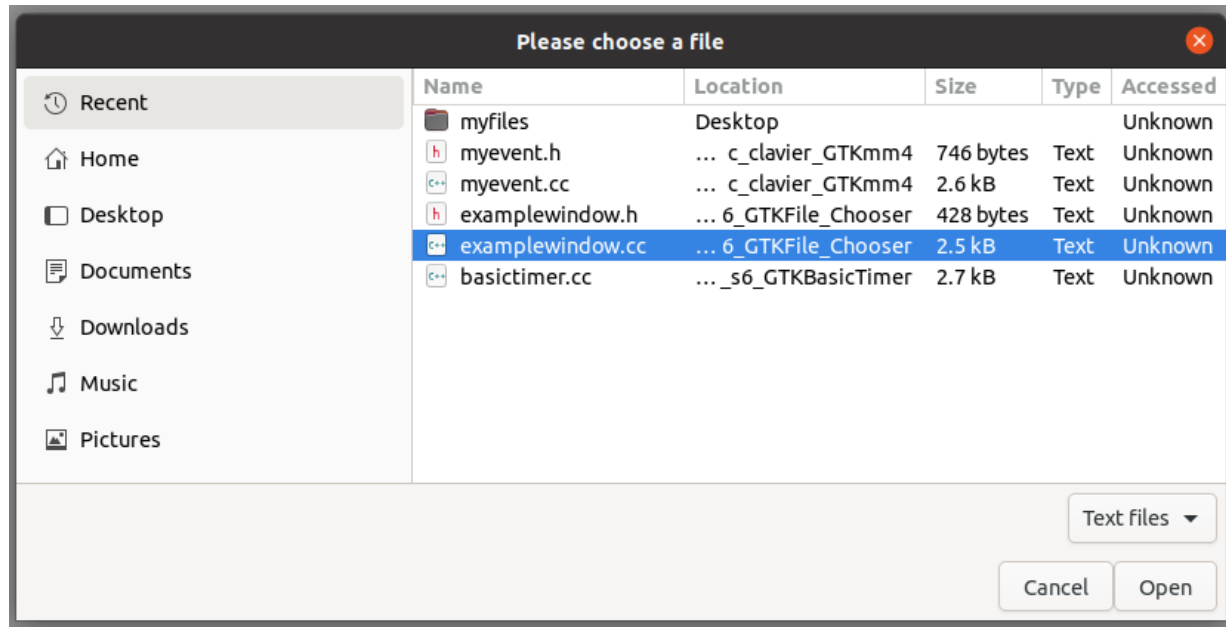 Please choose a file
Recent
Home
Desktop
Documents
Downloads
Music
Pictures
Name Location Size Type Accessed
myfiles Desktop Unknown
h myevent.h ... c_clavier_GTKmm4 746 bytes Text Unknown
C++ myevent.cc ... c_clavier_GTKmm4 2.6 kB Text Unknown
h examplewindow.h ... 6_GTKFile_Chooser 428 bytes Text Unknown
C++ examplewindow.cc ... 6_GTKFile_Chooser 2.5 kB Text Unknown
C++ basictimer.cc ... _s6_GTKBasicTimer 2.7 kB Text Unknown
Text files
Cancel Open